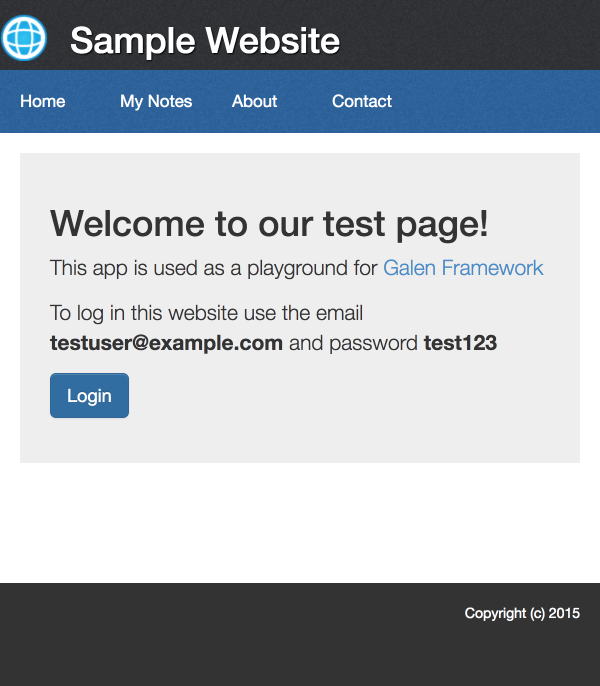 Sample Website
Home My Notes About Contact
Welcome to our test page!
This app is used as a playground for Galen Framework
To log in this website use the email
testuser@example.com and password test123
Login
Copyright (c) 2015